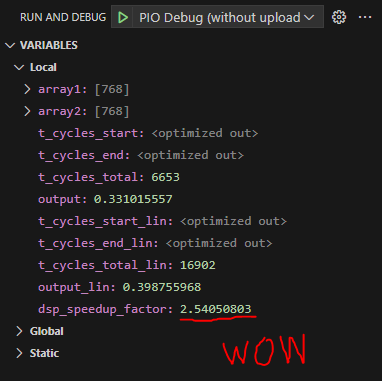 RUN AND DEBUG PIO Debug (without upload
VARIABLES
Local
array1: [768]
array2: [768]
t_cycles_start: <optimized out>
t_cycles_end: <optimized out>
t_cycles_total: 6653
output: 0.331015557
t_cycles_start_lin: <optimized out>
t_cycles_end_lin: <optimized out>
t_cycles_total_lin: 16902
output_lin: 0.398755968
dsp_speedup_factor: 2.54050803
WOW
Global
Static